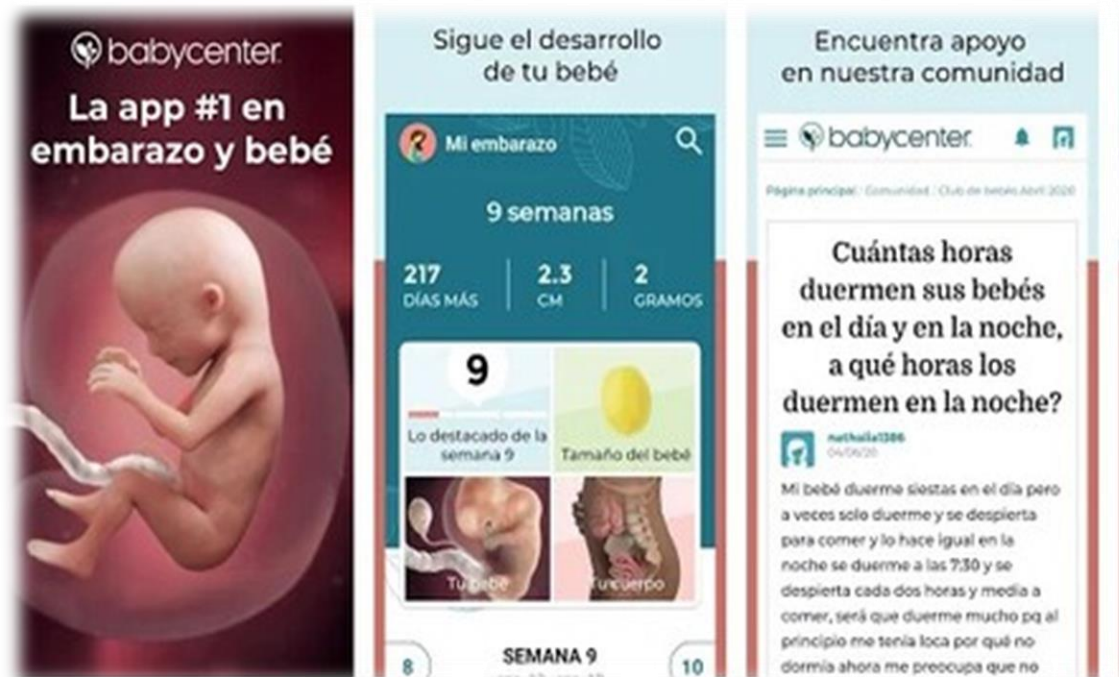 babycenter
La app #1 en
embarazo y bebé
Sigue el desarrollo
de tu bebé
Mi embarazo
9 semanas
217
DÍAS MÁS
2.3
CM
2
GRAMOS
9
Lo destacado de la
semana 9
Tamaño del bebé
Tu bebé
Tu cuerpo
8
SEMANA 9
10
Encuentra apoyo
en nuestra comunidad
babycenter
Página principal / Comunidad / Club de bebés Abril 2020
Cuántas horas
duermen sus bebés
en el día y en la noche,
a qué horas los
duermen en la noche?
Mi bebé duerme siestas en el día pero
a veces solo duerme y se despierta
para comer y lo hace igual en la
noche se duerme a las 7:30 y se
despierta cada dos horas y media a
comer, será que duerme mucho pq al
principio me tenía loca por qué no
dormía ahora me preocupa que no